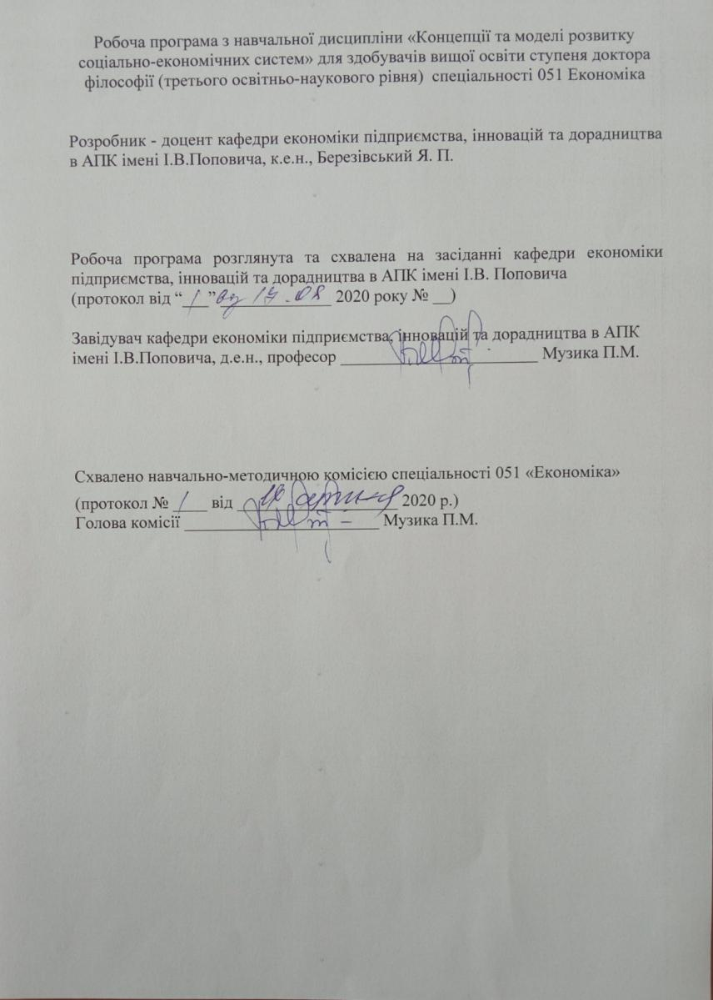 Робоча програма з навчальної дисципліни «Концепції та моделі розвитку
соціально-економічних систем» для здобувачів вищої освіти ступеня доктора
філософії (третього освітньо-наукового рівня) спеціальності 051 Економіка
Розробник - доцент кафедри економіки підприємства, інновацій та дорадництва
в АПК імені І.В.Поповича, к.е.н., Березівський Я. П.
Робоча програма розглянута та схвалена на засіданні кафедри економіки
підприємства, інновацій та дорадництва в АПК імені І.В. Поповича
(протокол від “ 1 ” від .08 2020 року № __)
Завідувач кафедри економіки підприємства, інновацій та дорадництва в АПК
імені І.В.Поповича, д.е.н., професор ________________ Музика П.М.
Схвалено навчально-методичною комісією спеціальності 051 «Економіка»
(протокол № 1 від серпня 2020 р.)
Голова комісії ________________ Музика П.М.